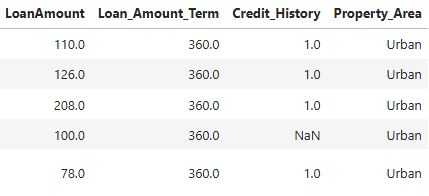 LoanAmount Loan_Amount_Term Credit_History Property_Area
110.0 360.0 1.0 Urban
126.0 360.0 1.0 Urban
208.0 360.0 1.0 Urban
100.0 360.0 NaN Urban
78.0 360.0 1.0 Urban